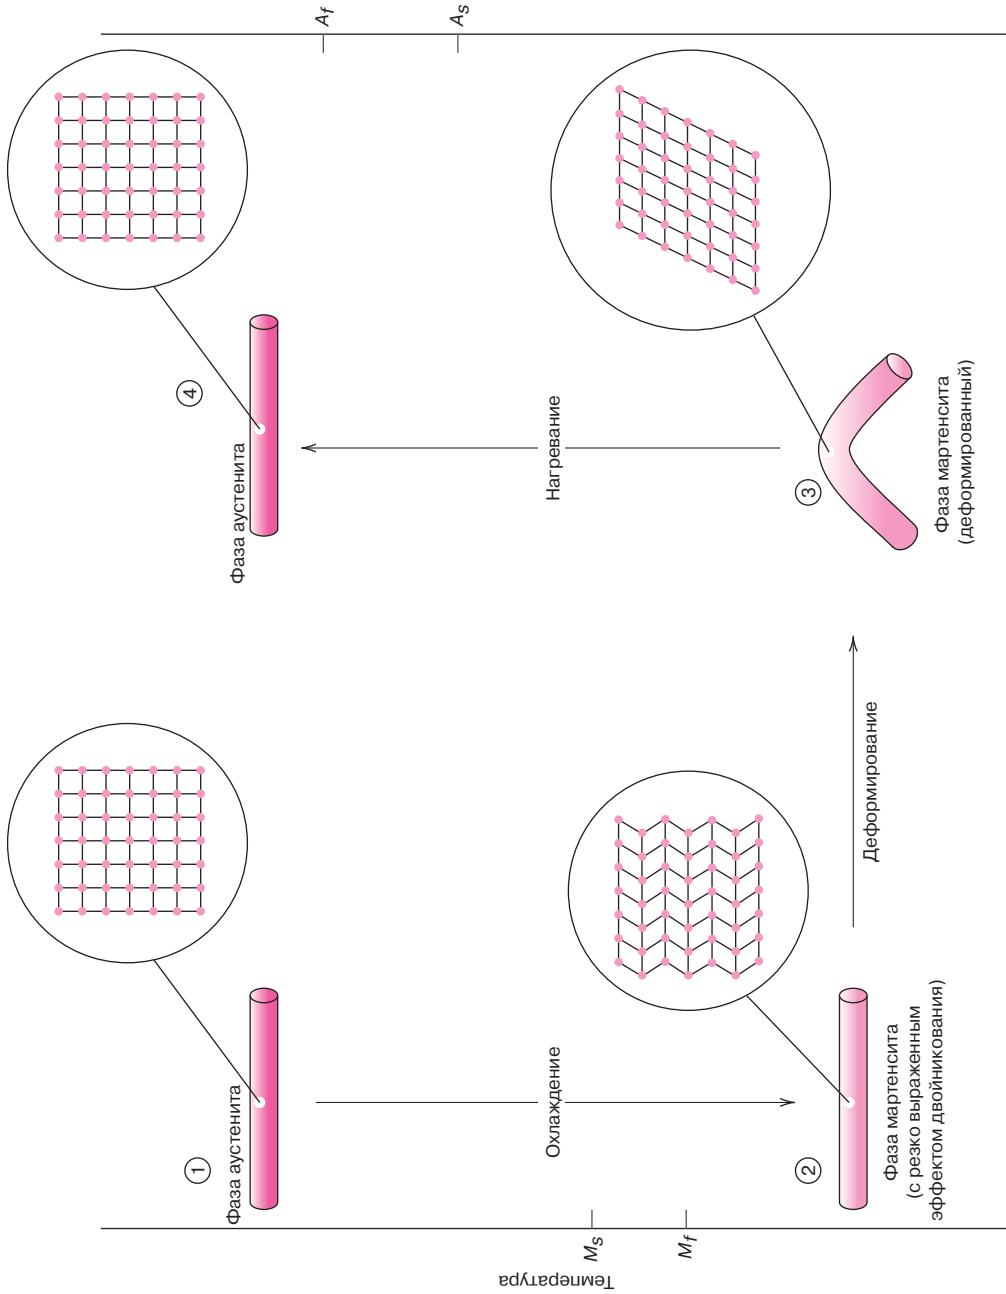 Температура
M_s
M_f
1
Фаза аустенита
Охлаждение
2
Фаза мартенсита
(с резко выраженным
эффектом двойникования)
Деформирование
3
Фаза мартенсита
(деформированный)
Нагревание
4
Фаза аустенита
A_f
A_s